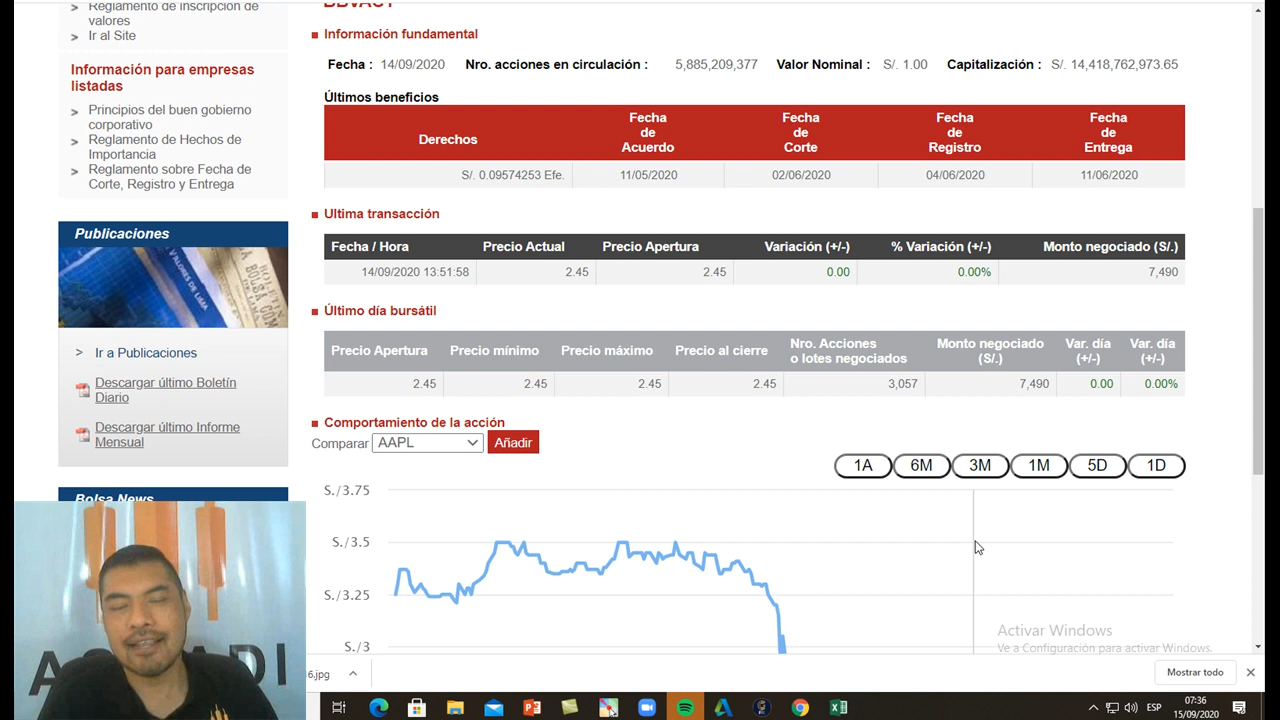 Reglamento de inscripción de
valores
> Ir al Site
Información para empresas
listadas
> Principios del buen gobierno
corporativo
> Reglamento de Hechos de
Importancia
> Reglamento sobre Fecha de
Corte, Registro y Entrega
Publicaciones
VALORES DE LIMA
> Ir a Publicaciones
Descargar último Boletín
Diario
Descargar último Informe
Mensual
Bolsa News
Información fundamental
Fecha : 14/09/2020 Nro. acciones en circulación : 5,885,209,377 Valor Nominal : S/. 1.00 Capitalización : S/. 14,418,762,973.65
Últimos beneficios
Derechos Fecha de Acuerdo Fecha de Corte Fecha de Registro Fecha de Entrega
S/. 0.09574253 Efe. 11/05/2020 02/06/2020 04/06/2020 11/06/2020
Ultima transacción
Fecha / Hora Precio Actual Precio Apertura Variación (+/-) % Variación (+/-) Monto negociado (S/.)
14/09/2020 13:51:58 2.45 2.45 0.00 0.00% 7,490
Último día bursátil
Precio Apertura Precio mínimo Precio máximo Precio al cierre Nro. Acciones o lotes negociados Monto negociado (S/.) Var. día (+/-) Var. día (+/-)
2.45 2.45 2.45 2.45 3,057 7,490 0.00 0.00%
Comportamiento de la acción
Comparar AAPL Añadir
1A 6M 3M 1M 5D 1D
S./3.75
S./3.5
S./3.25
S./3
Activar Windows
Ve a Configuración para activar Windows.
6.jpg
Mostrar todo
ESP
07:36
15/09/2020